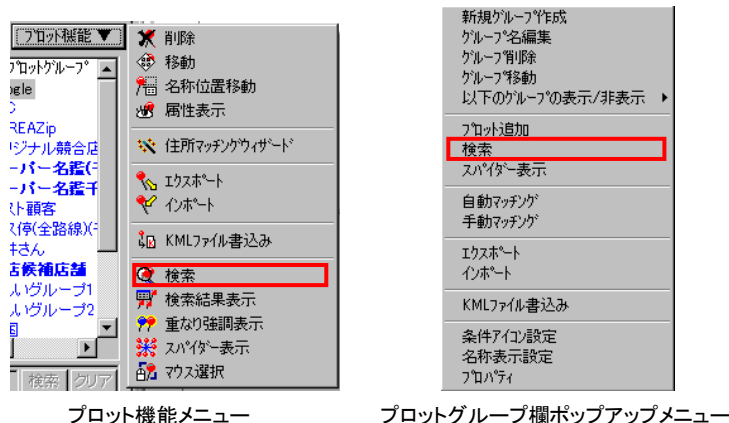 プロット機能▼
プロットグループ
ogle
REAZip
リジナル競合店
ーパー名鑑(
ーパー名鑑千
スト顧客
ス停(全路線)(
井さん
店候補店舗
しいグループ1
しいグループ2
国
検索 クリア
削除
移動
名称位置移動
属性表示
住所マッチングウィザード
エクスポート
インポート
KMLファイル書込み
検索
検索結果表示
重なり強調表示
スパイダー表示
マウス選択
プロット機能メニュー
新規グループ作成
グループ名編集
グループ削除
グループ移動
以下のグループの表示/非表示
プロット追加
検索
スパイダー表示
自動マッチング
手動マッチング
エクスポート
インポート
KMLファイル書込み
条件アイコン設定
名称表示設定
プロパティ
プロットグループ欄ポップアップメニュー